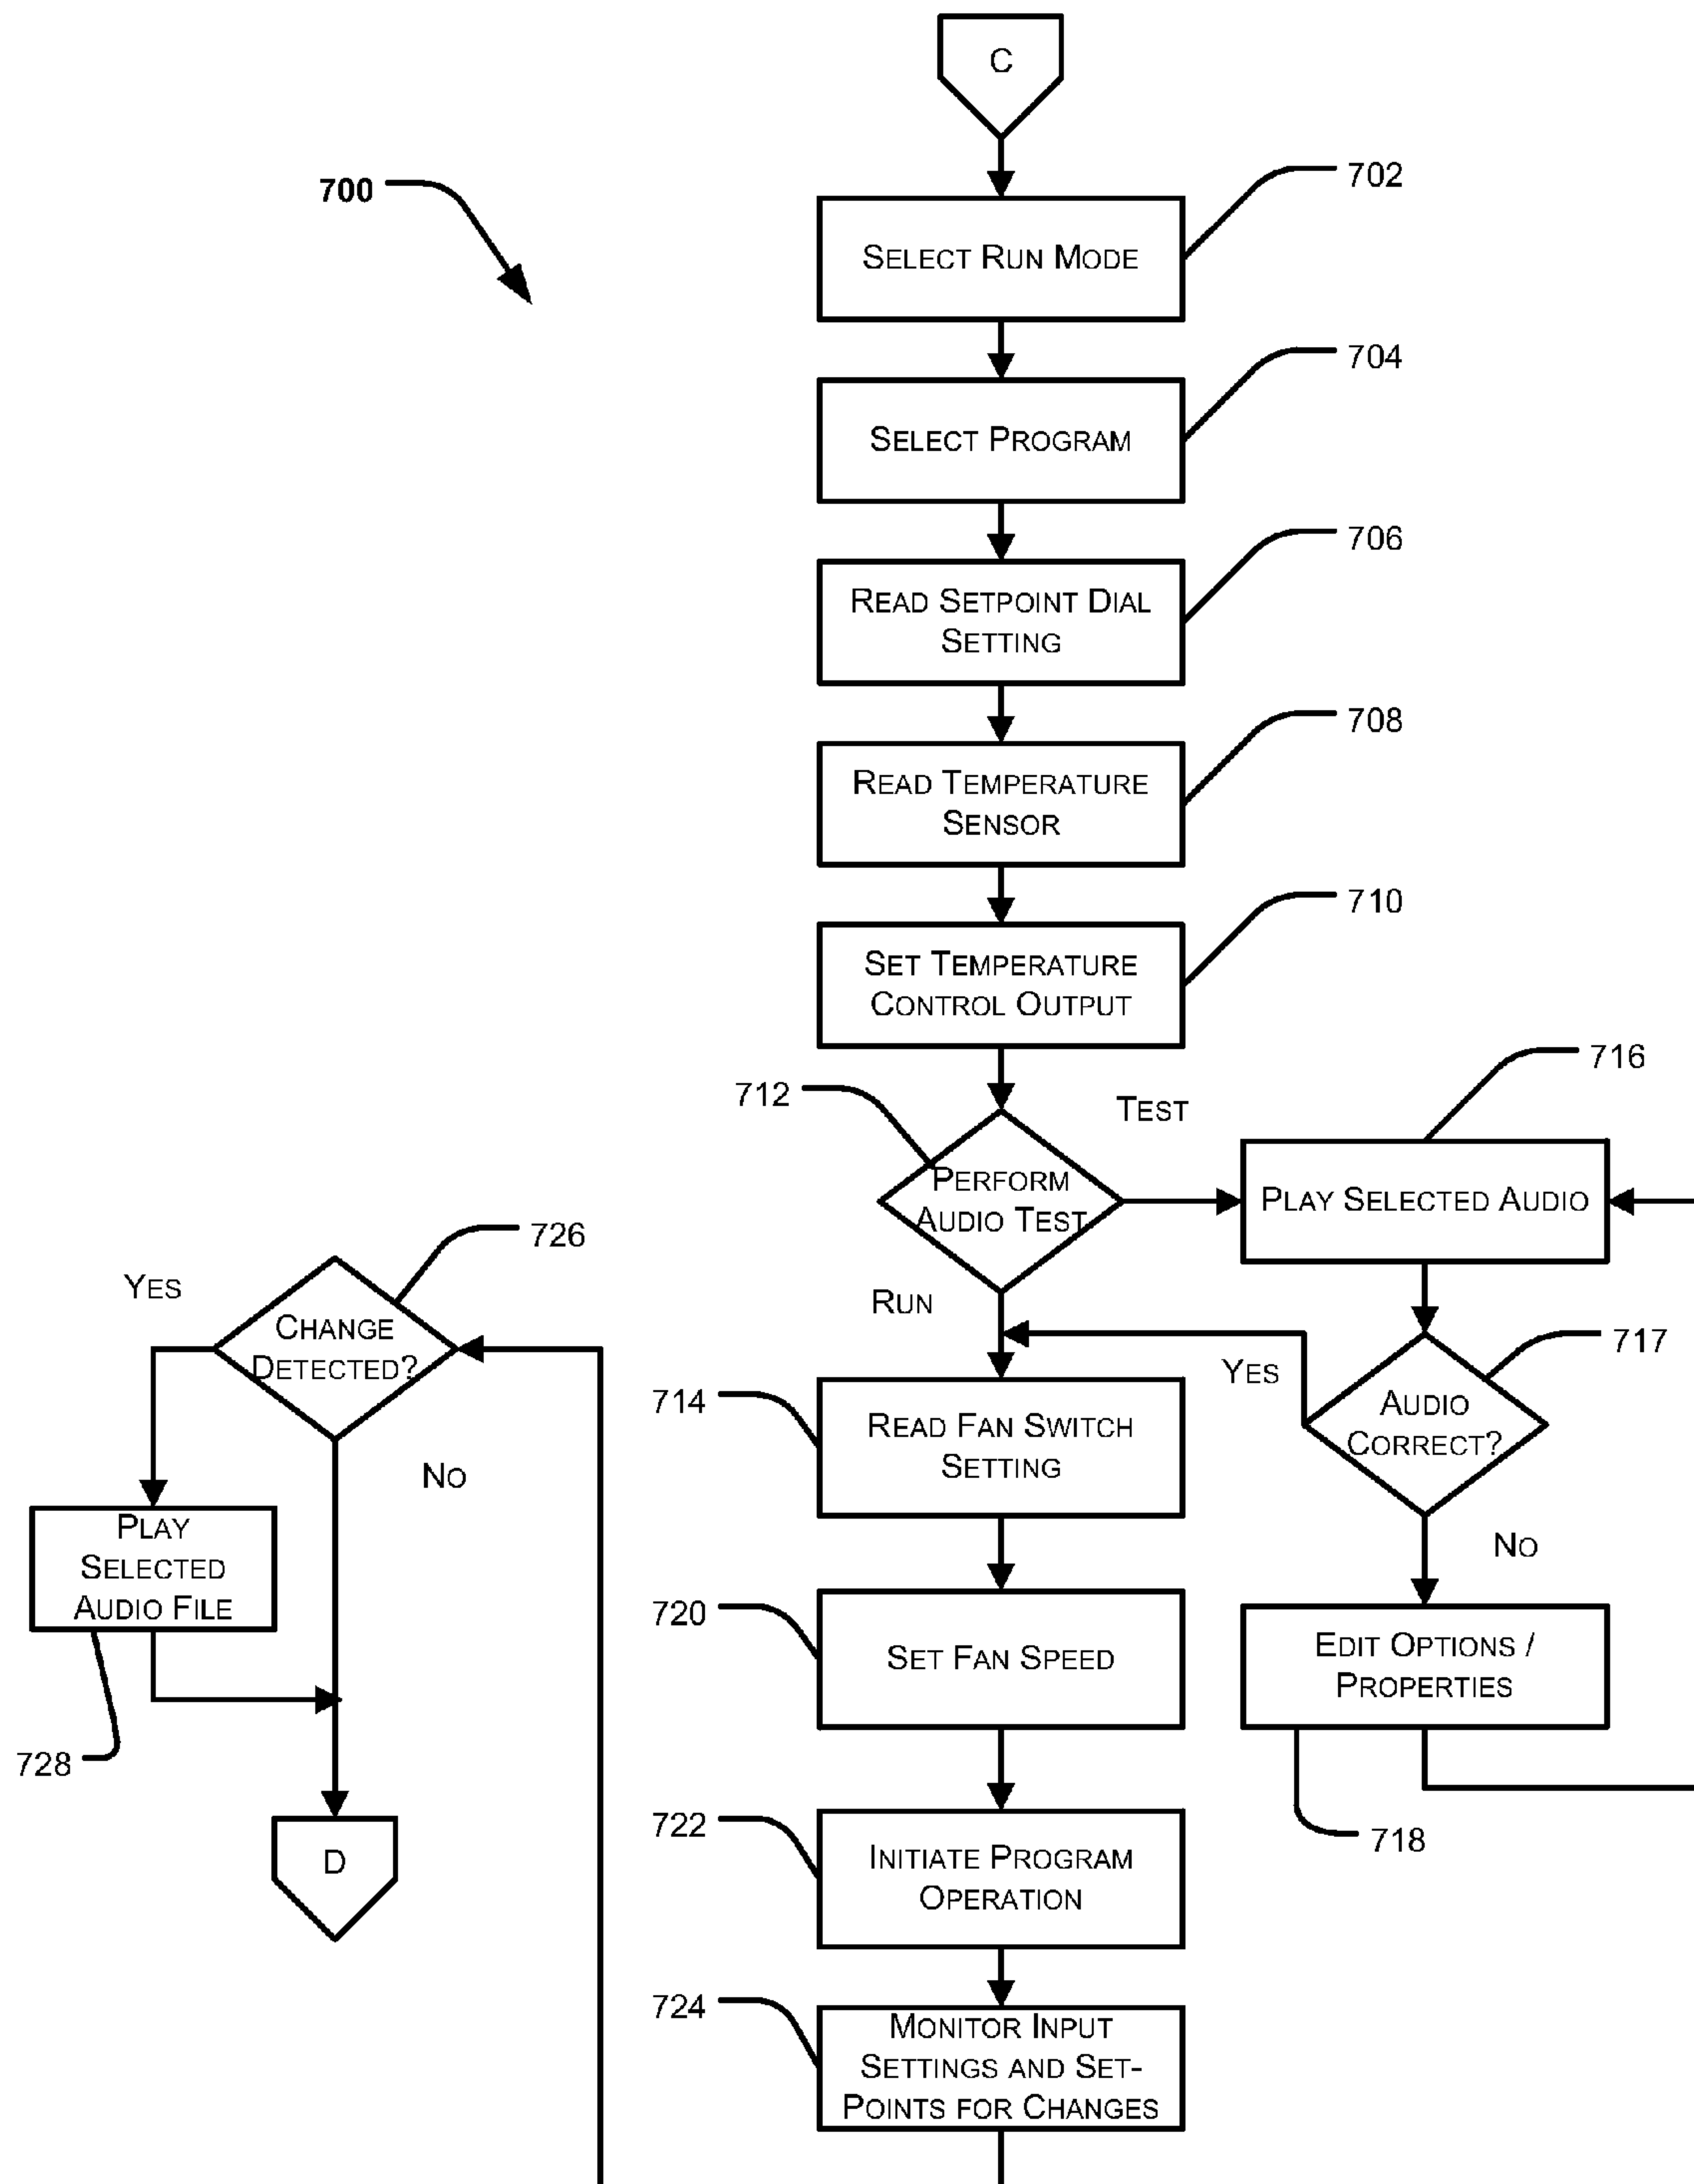 C
700
702
SELECT RUN MODE
704
SELECT PROGRAM
706
READ SETPOINT DIAL
SETTING
708
READ TEMPERATURE
SENSOR
710
SET TEMPERATURE
CONTROL OUTPUT
712
TEST
716
PERFORM
AUDIO TEST
PLAY SELECTED AUDIO
726
YES
CHANGE
DETECTED?
NO
RUN
717
YES
AUDIO
CORRECT?
NO
714
READ FAN SWITCH
SETTING
PLAY
SELECTED
AUDIO FILE
728
720
SET FAN SPEED
EDIT OPTIONS /
PROPERTIES
718
D
722
INITIATE PROGRAM
OPERATION
724
MONITOR INPUT
SETTINGS AND SET-
POINTS FOR CHANGES